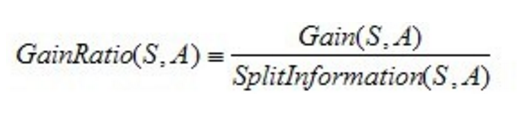 GainRatio(S, A) ≡ Gain(S, A) / SplitInformation(S, A)